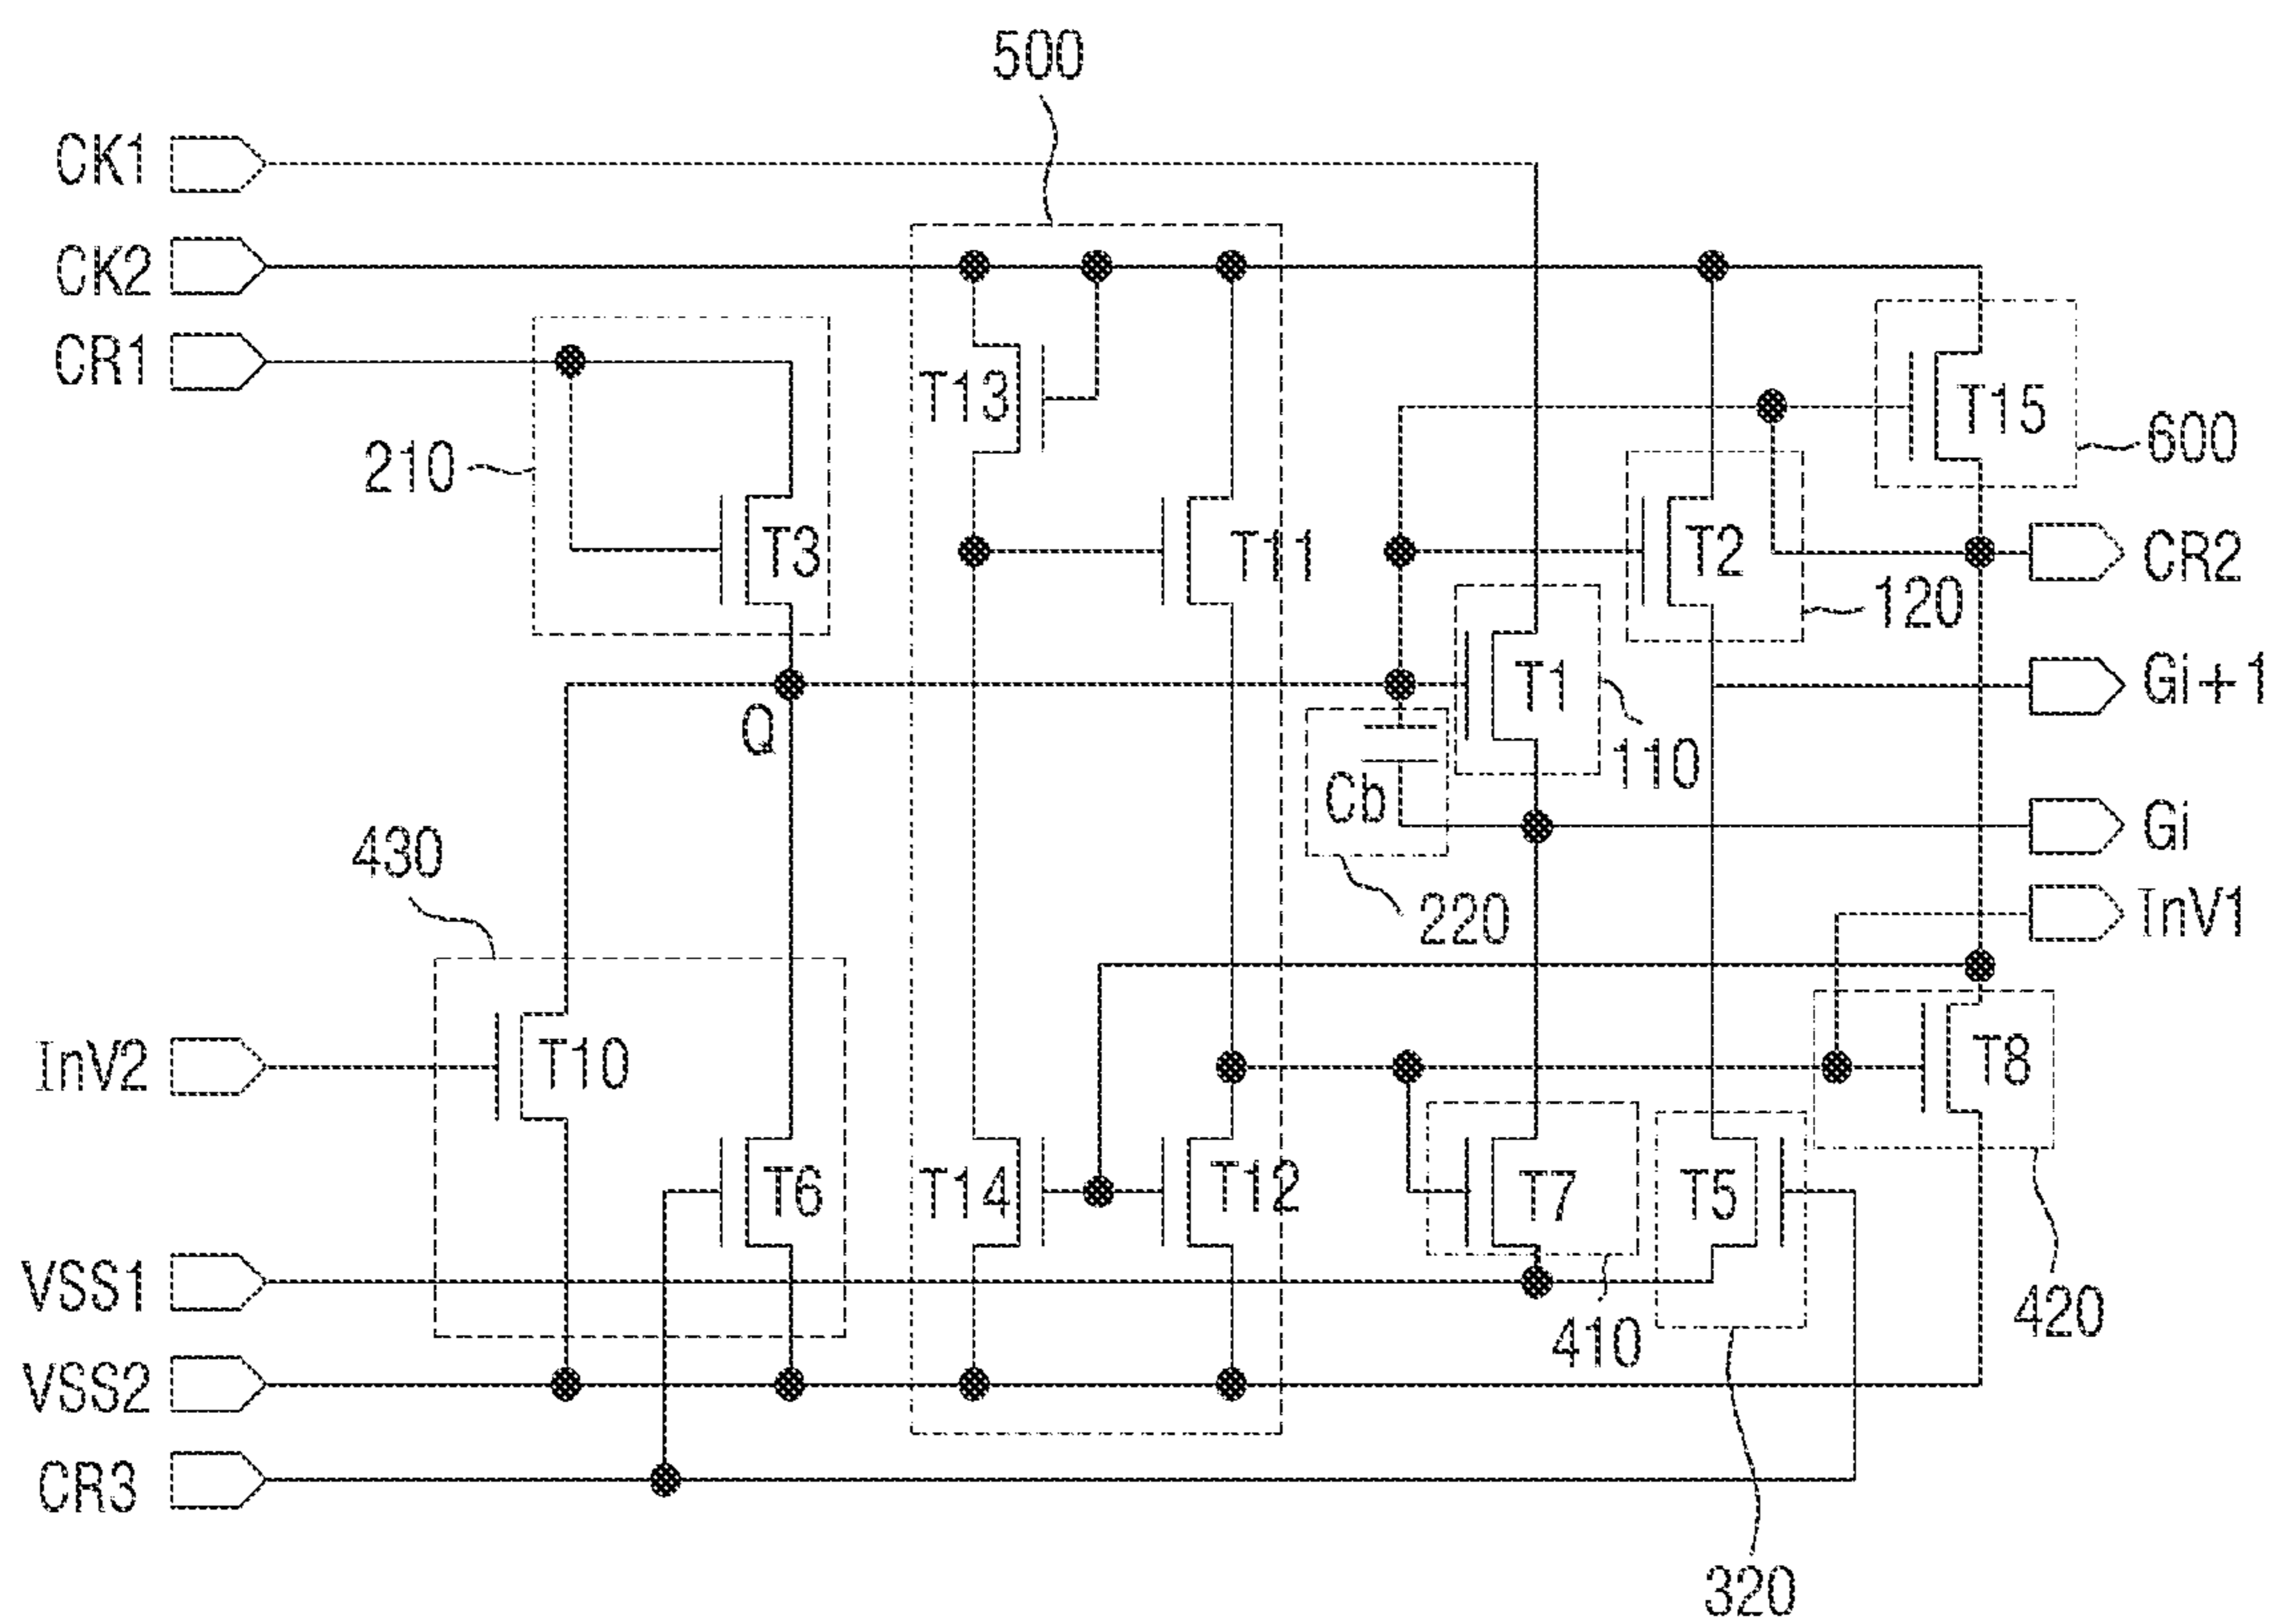 500
CK1
CK2
CR1
T13
T15
600
210
T3
T11
T2
CR2
120
T1
Gi+1
Q
110
Cb
Gi
430
220
InV1
InV2
T10
T8
T6
T14
T12
T7
T5
VSS1
420
410
VSS2
CR3
320